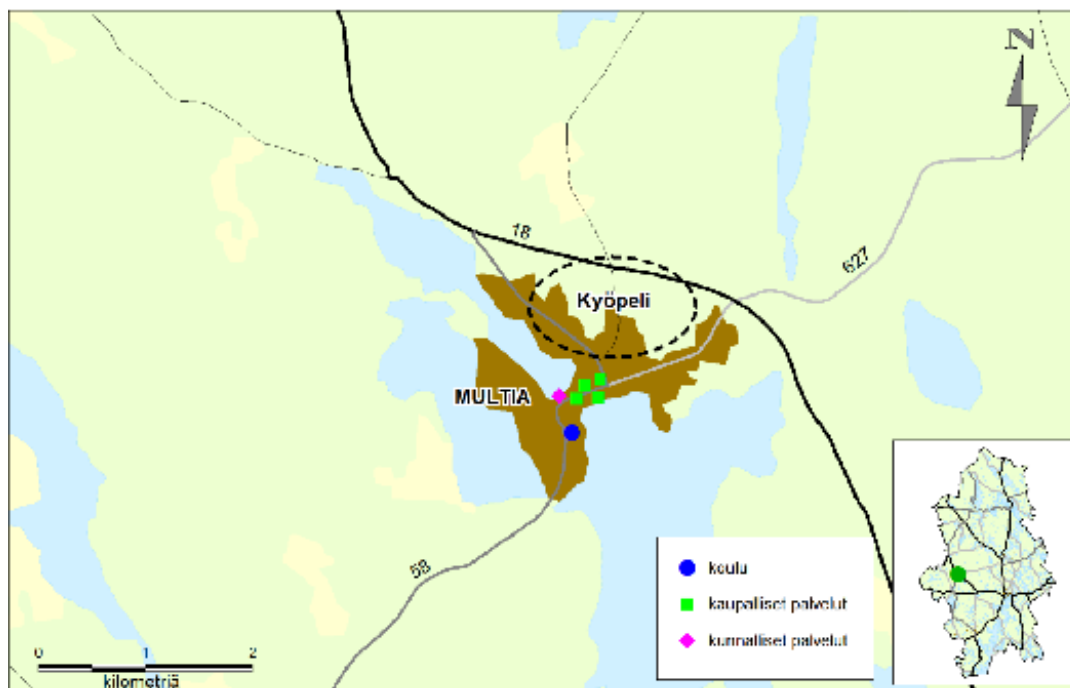 N
18
627
Kyöpeli
MULTIA
58
koulu
kaupalliset palvelut
kunnalliset palvelut
0 1 2
kilometriä